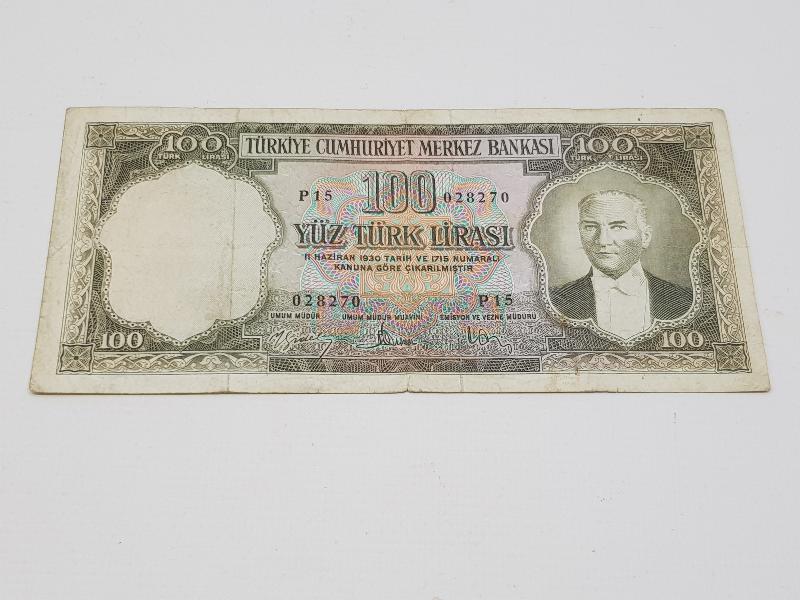 100 TÜRKİYE CUMHURİYET MERKEZ BANKASI 100
TÜRK LİRASI TÜRK LİRASI
P15 100 028270
YÜZ TÜRK LİRASI
11 HAZİRAN 1930 TARİH VE 1715 NUMARALI
KANUNA GÖRE ÇIKARILMIŞTIR
028270 P15
UMUM MÜDÜR UMUM MÜDÜR MUAVİNİ EMİSYON VE VEZNE MÜDÜRÜ
100 100